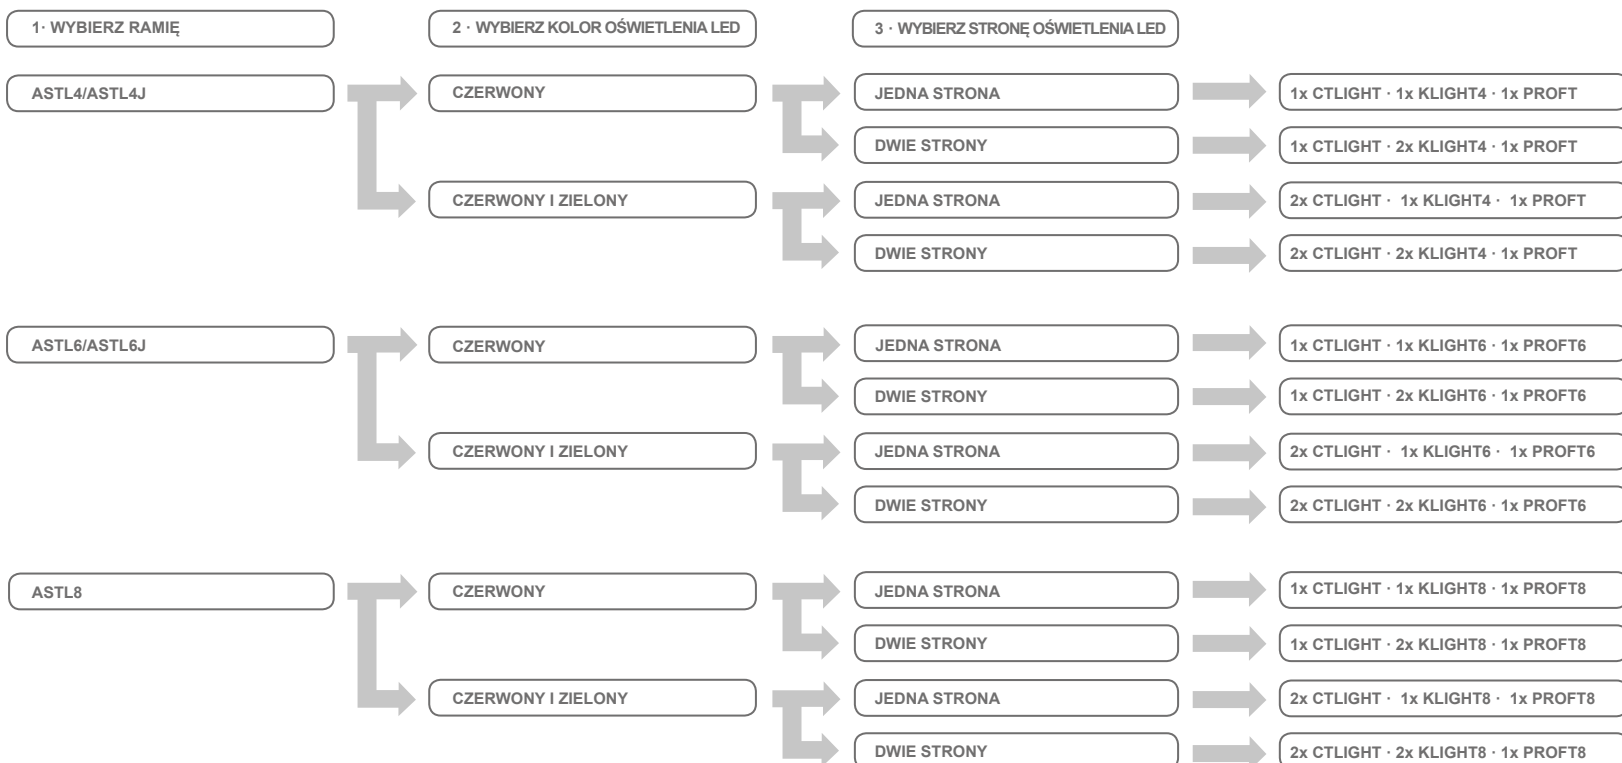 1· WYBIERZ RAMIĘ
2 · WYBIERZ KOLOR OŚWIETLENIA LED
3 · WYBIERZ STRONĘ OŚWIETLENIA LED
ASTL4/ASTL4J
CZERWONY
JEDNA STRONA
1x CTLIGHT · 1x KLIGHT4 · 1x PROFT
DWIE STRONY
1x CTLIGHT · 2x KLIGHT4 · 1x PROFT
CZERWONY I ZIELONY
JEDNA STRONA
2x CTLIGHT · 1x KLIGHT4 · 1x PROFT
DWIE STRONY
2x CTLIGHT · 2x KLIGHT4 · 1x PROFT
ASTL6/ASTL6J
CZERWONY
JEDNA STRONA
1x CTLIGHT · 1x KLIGHT6 · 1x PROFT6
DWIE STRONY
1x CTLIGHT · 2x KLIGHT6 · 1x PROFT6
CZERWONY I ZIELONY
JEDNA STRONA
2x CTLIGHT · 1x KLIGHT6 · 1x PROFT6
DWIE STRONY
2x CTLIGHT · 2x KLIGHT6 · 1x PROFT6
ASTL8
CZERWONY
JEDNA STRONA
1x CTLIGHT · 1x KLIGHT8 · 1x PROFT8
DWIE STRONY
1x CTLIGHT · 2x KLIGHT8 · 1x PROFT8
CZERWONY I ZIELONY
JEDNA STRONA
2x CTLIGHT · 1x KLIGHT8 · 1x PROFT8
DWIE STRONY
2x CTLIGHT · 2x KLIGHT8 · 1x PROFT8